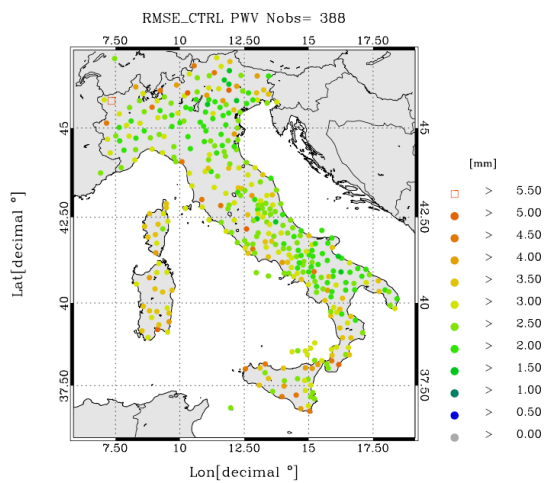 RMSE_CTRL PWV Nobs= 388
7.50 10 12.50 15 17.50
45 45
[mm]
□ > 5.50
> 5.00
42.50 42.50
> 4.50
> 4.00
Lat[decimal °]
> 3.50
> 3.00
40 40
> 2.50
> 2.00
> 1.50
37.50 37.50
> 1.00
> 0.50
> 0.00
7.50 10 12.50 15 17.50
Lon[decimal °]